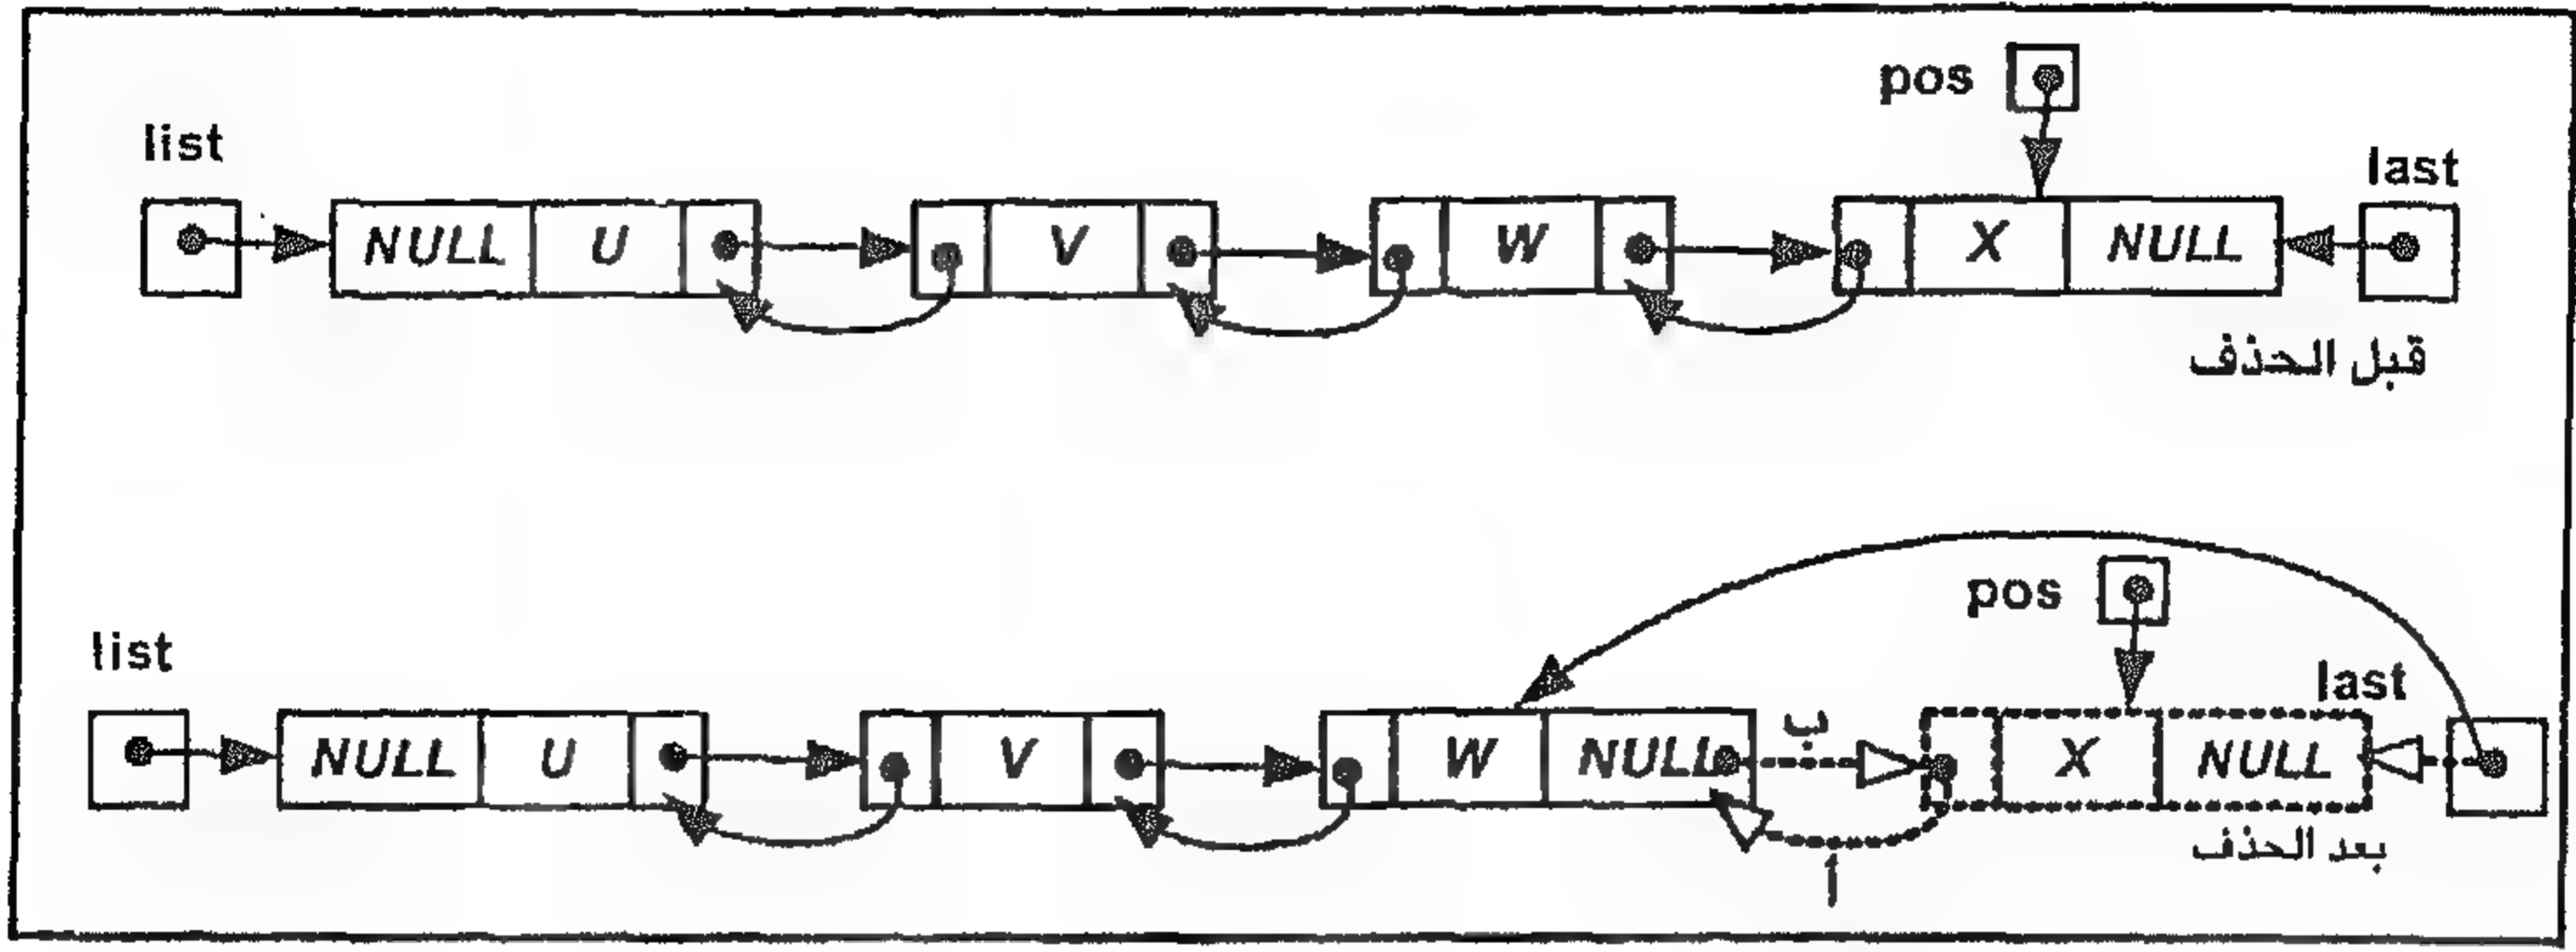 pos
list
last
NULL U V W X NULL
قبل الحذف
pos
list
last
NULL U V W NULL ب X NULL
بعد الحذف
أ